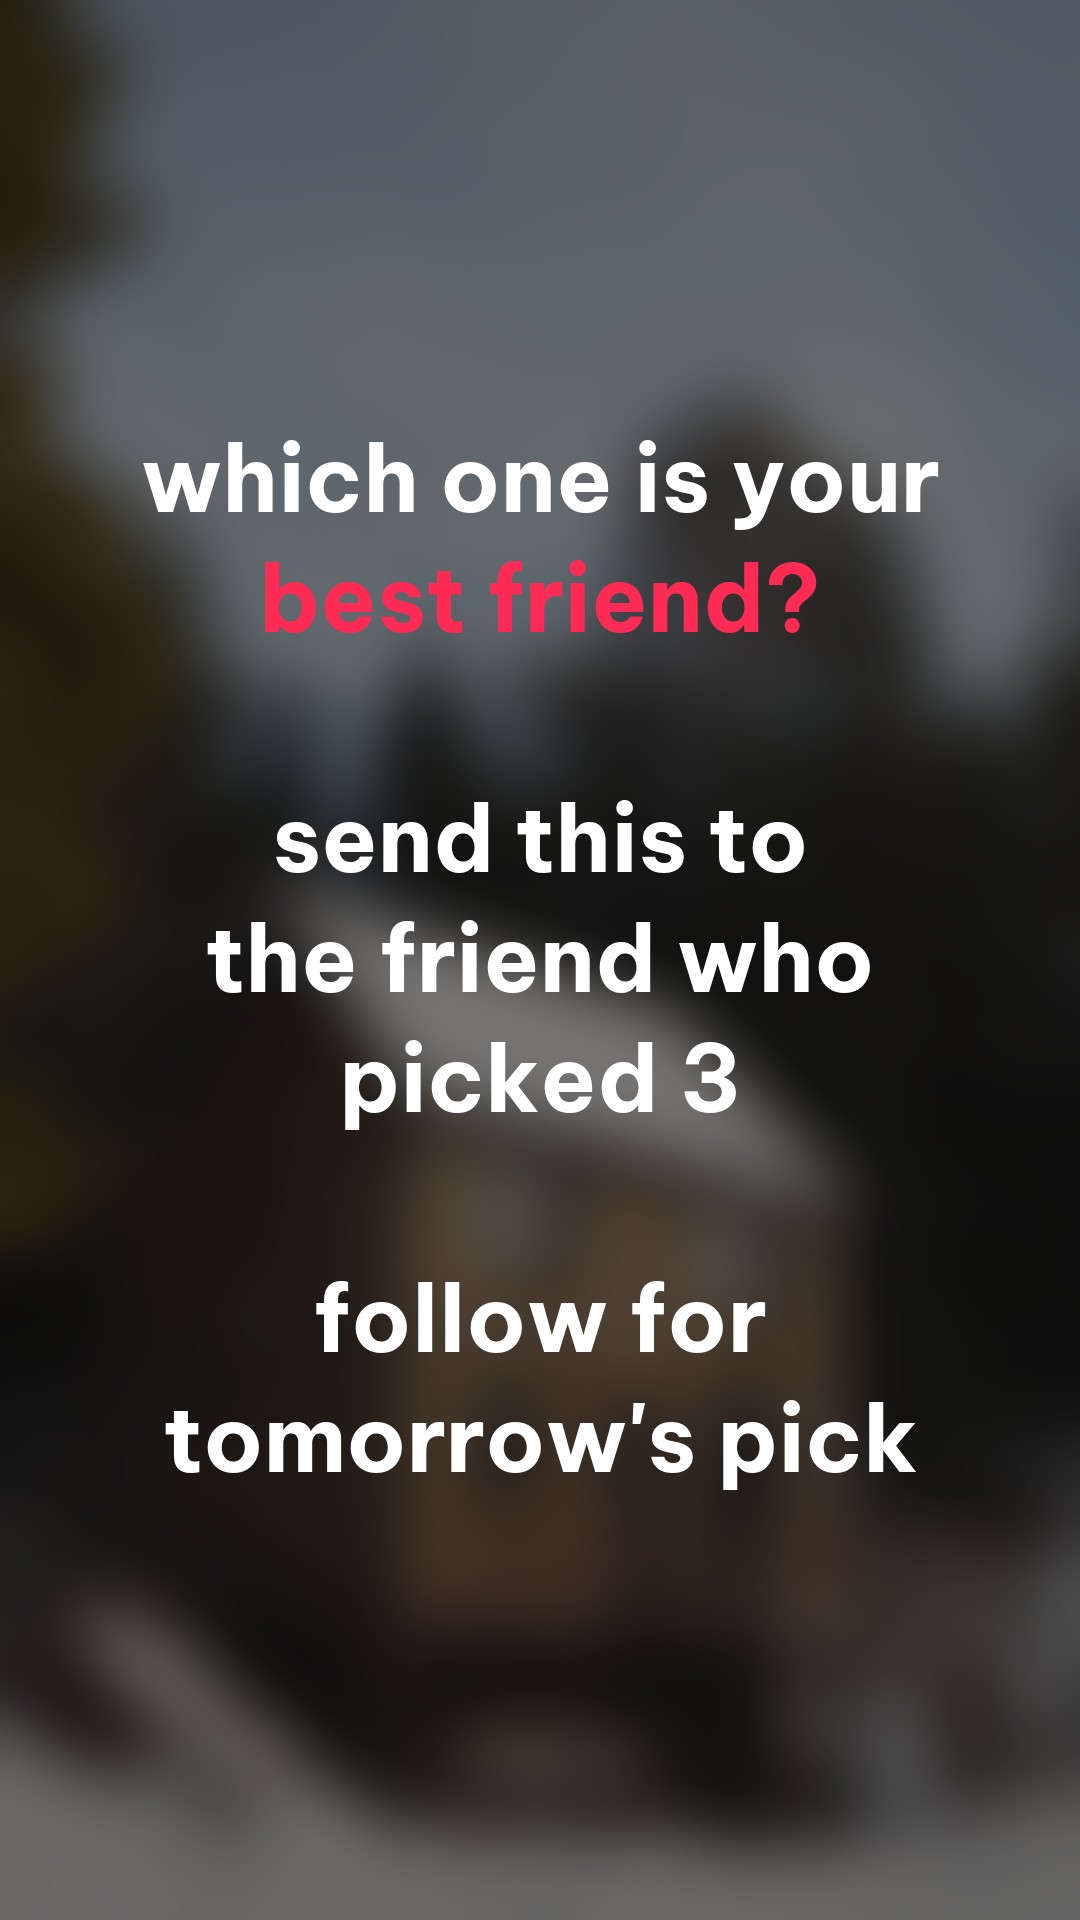 which one is your
best friend?
send this to
the friend who
picked 3
follow for
tomorrow's pick